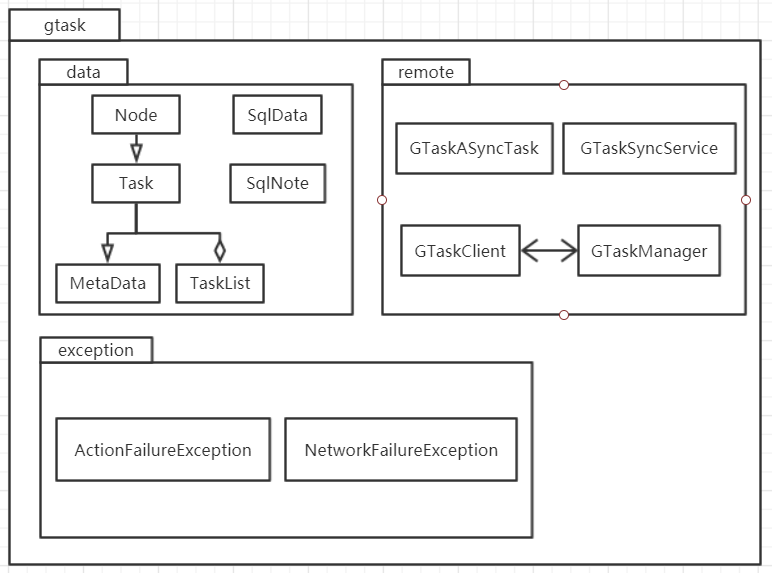 gtask
data
Node
SqlData
Task
SqlNote
MetaData
TaskList
remote
GTaskASyncTask
GTaskSyncService
GTaskClient
GTaskManager
exception
ActionFailureException
NetworkFailureException